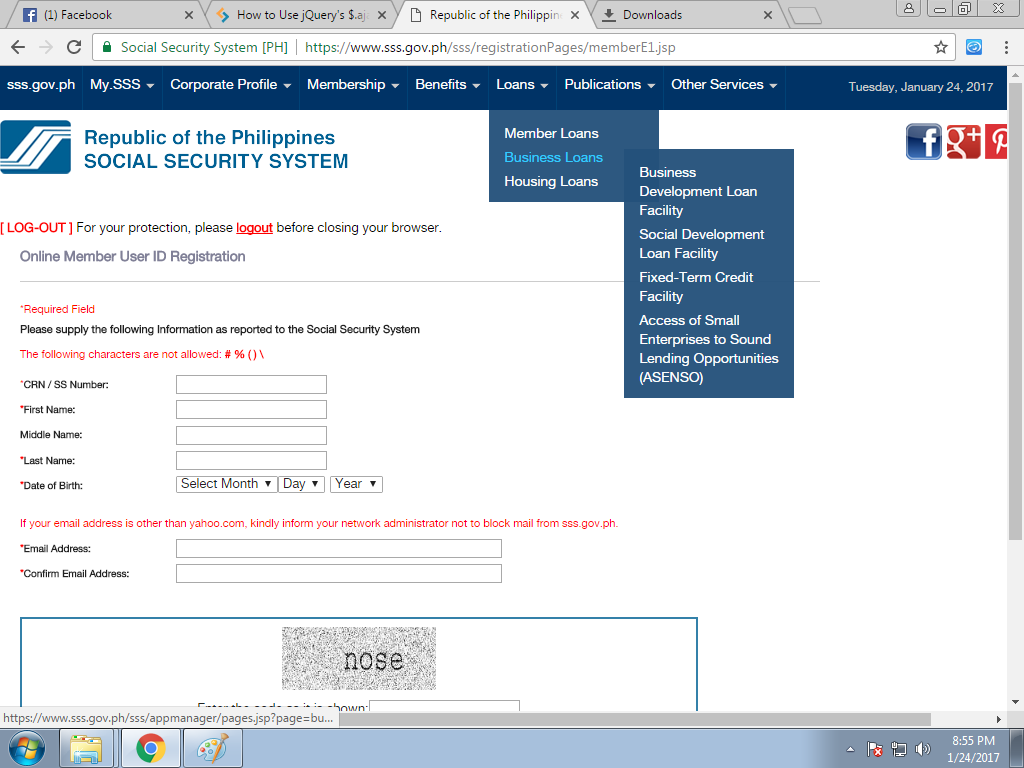 (1) Facebook
How to Use jQuery's $.aj
Republic of the Philippin
Downloads
Social Security System [PH] https://www.sss.gov.ph/sss/registrationPages/memberE1.jsp
sss.gov.ph My.SSS Corporate Profile Membership Benefits Loans Publications Other Services Tuesday, January 24, 2017
Republic of the Philippines
SOCIAL SECURITY SYSTEM
Member Loans
Business Loans
Housing Loans
Business
Development Loan
Facility
Social Development
Loan Facility
Fixed-Term Credit
Facility
Access of Small
Enterprises to Sound
Lending Opportunities
(ASENSO)
[ LOG-OUT ] For your protection, please logout before closing your browser.
Online Member User ID Registration
*Required Field
Please supply the following Information as reported to the Social Security System
The following characters are not allowed: # % ( ) \
*CRN / SS Number:
*First Name:
Middle Name:
*Last Name:
*Date of Birth: Select Month Day Year
If your email address is other than yahoo.com, kindly inform your network administrator not to block mail from sss.gov.ph.
*Email Address:
*Confirm Email Address:
nose
Enter the code as it is shown:
https://www.sss.gov.ph/sss/appmanager/pages.jsp?page=bu...
8:55 PM
1/24/2017